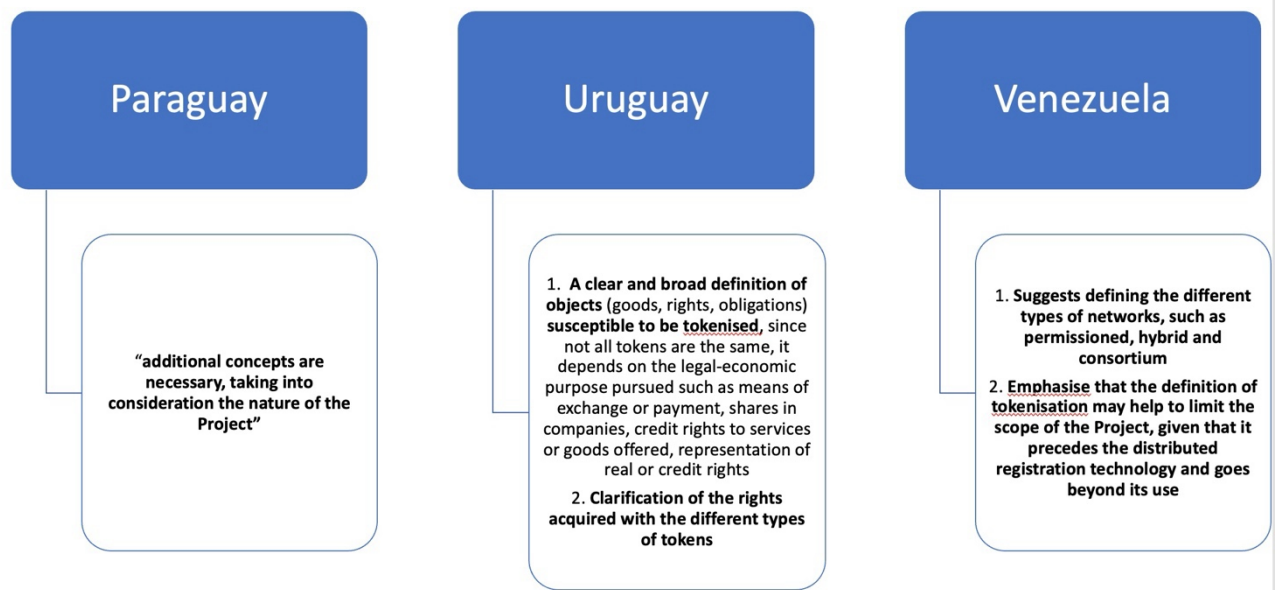 Paraguay
“additional concepts are
necessary, taking into
consideration the nature of the
Project”
Uruguay
1. A clear and broad definition of
objects (goods, rights, obligations)
susceptible to be tokenised, since
not all tokens are the same, it
depends on the legal-economic
purpose pursued such as means of
exchange or payment, shares in
companies, credit rights to services
or goods offered, representation of
real or credit rights
2. Clarification of the rights
acquired with the different types
of tokens
Venezuela
1. Suggests defining the different
types of networks, such as
permissioned, hybrid and
consortium
2. Emphasise that the definition of
tokenisation may help to limit the
scope of the Project, given that it
precedes the distributed
registration technology and goes
beyond its use